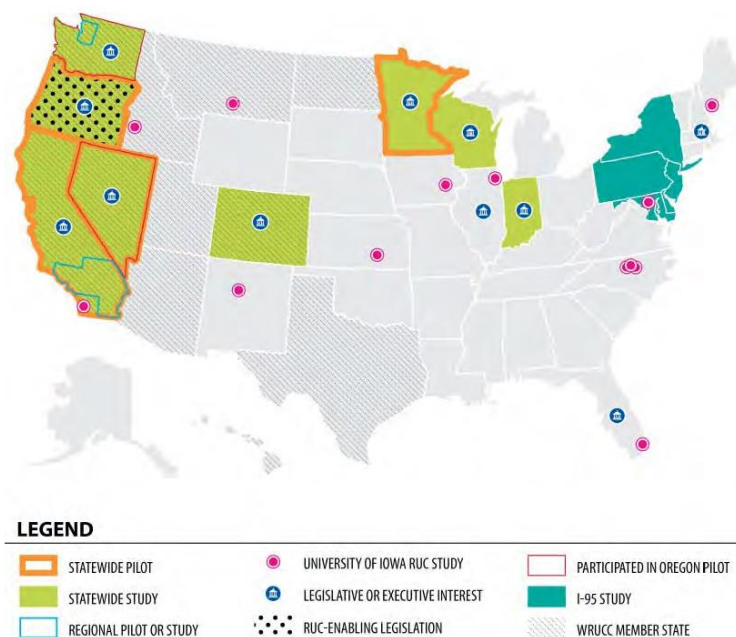 LEGEND
STATEWIDE PILOT
UNIVERSITY OF IOWA RUC STUDY
PARTICIPATED IN OREGON PILOT
STATEWIDE STUDY
LEGISLATIVE OR EXECUTIVE INTEREST
I-95 STUDY
REGIONAL PILOT OR STUDY
RUC-ENABLING LEGISLATION
WRUCC MEMBER STATE